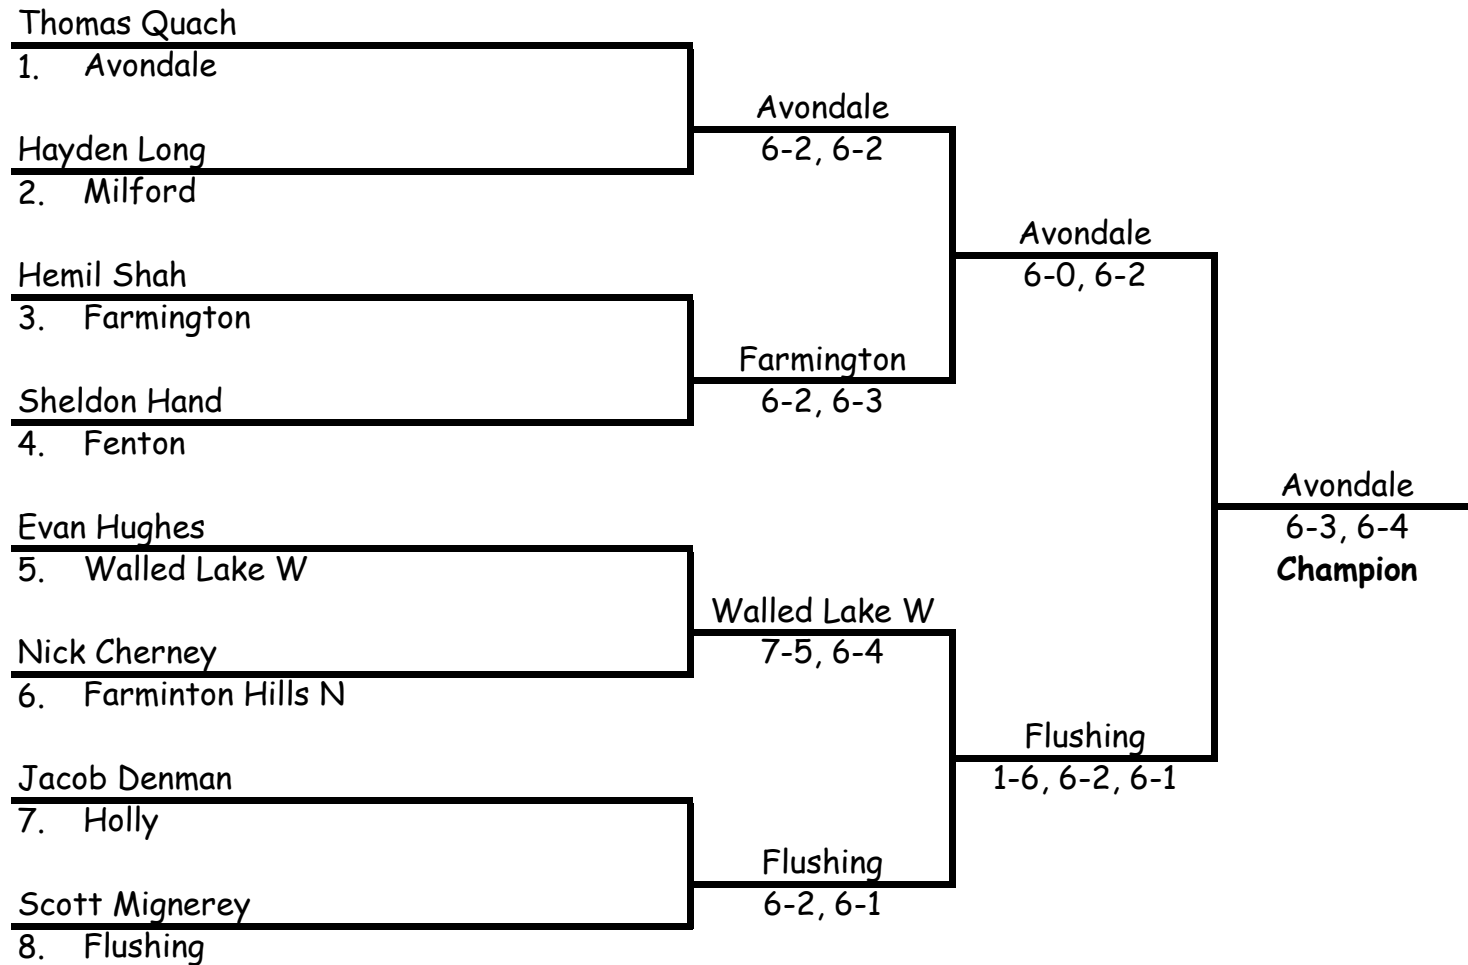 Thomas Quach
1. Avondale
Avondale
6-2, 6-2
Hayden Long
2. Milford
Avondale
6-0, 6-2
Hemil Shah
3. Farmington
Farmington
6-2, 6-3
Sheldon Hand
4. Fenton
Avondale
6-3, 6-4
Champion
Evan Hughes
5. Walled Lake W
Walled Lake W
7-5, 6-4
Nick Cherney
6. Farminton Hills N
Flushing
1-6, 6-2, 6-1
Jacob Denman
7. Holly
Flushing
6-2, 6-1
Scott Mignerey
8. Flushing